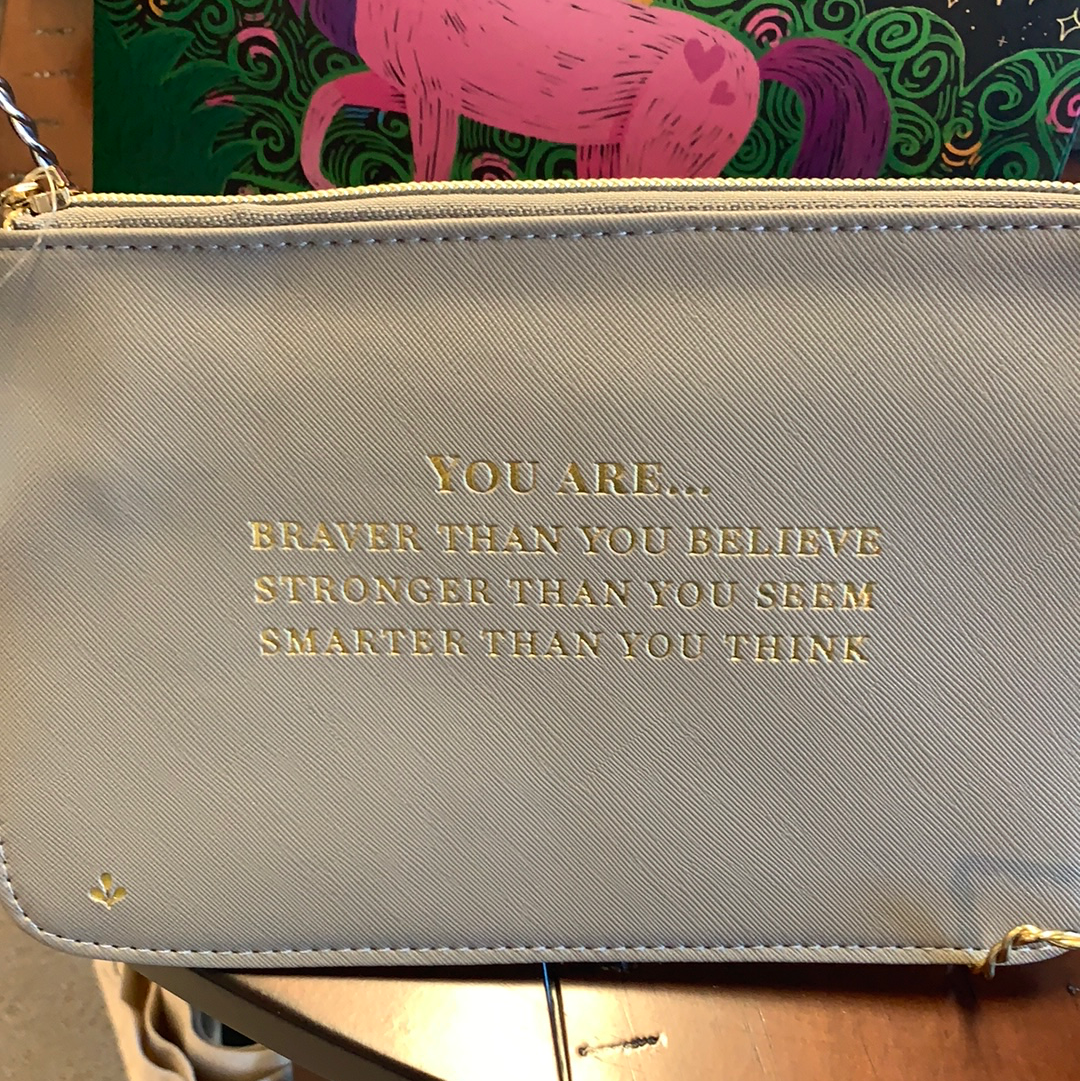 YOU ARE...
BRAVER THAN YOU BELIEVE
STRONGER THAN YOU SEEM
SMARTER THAN YOU THINK